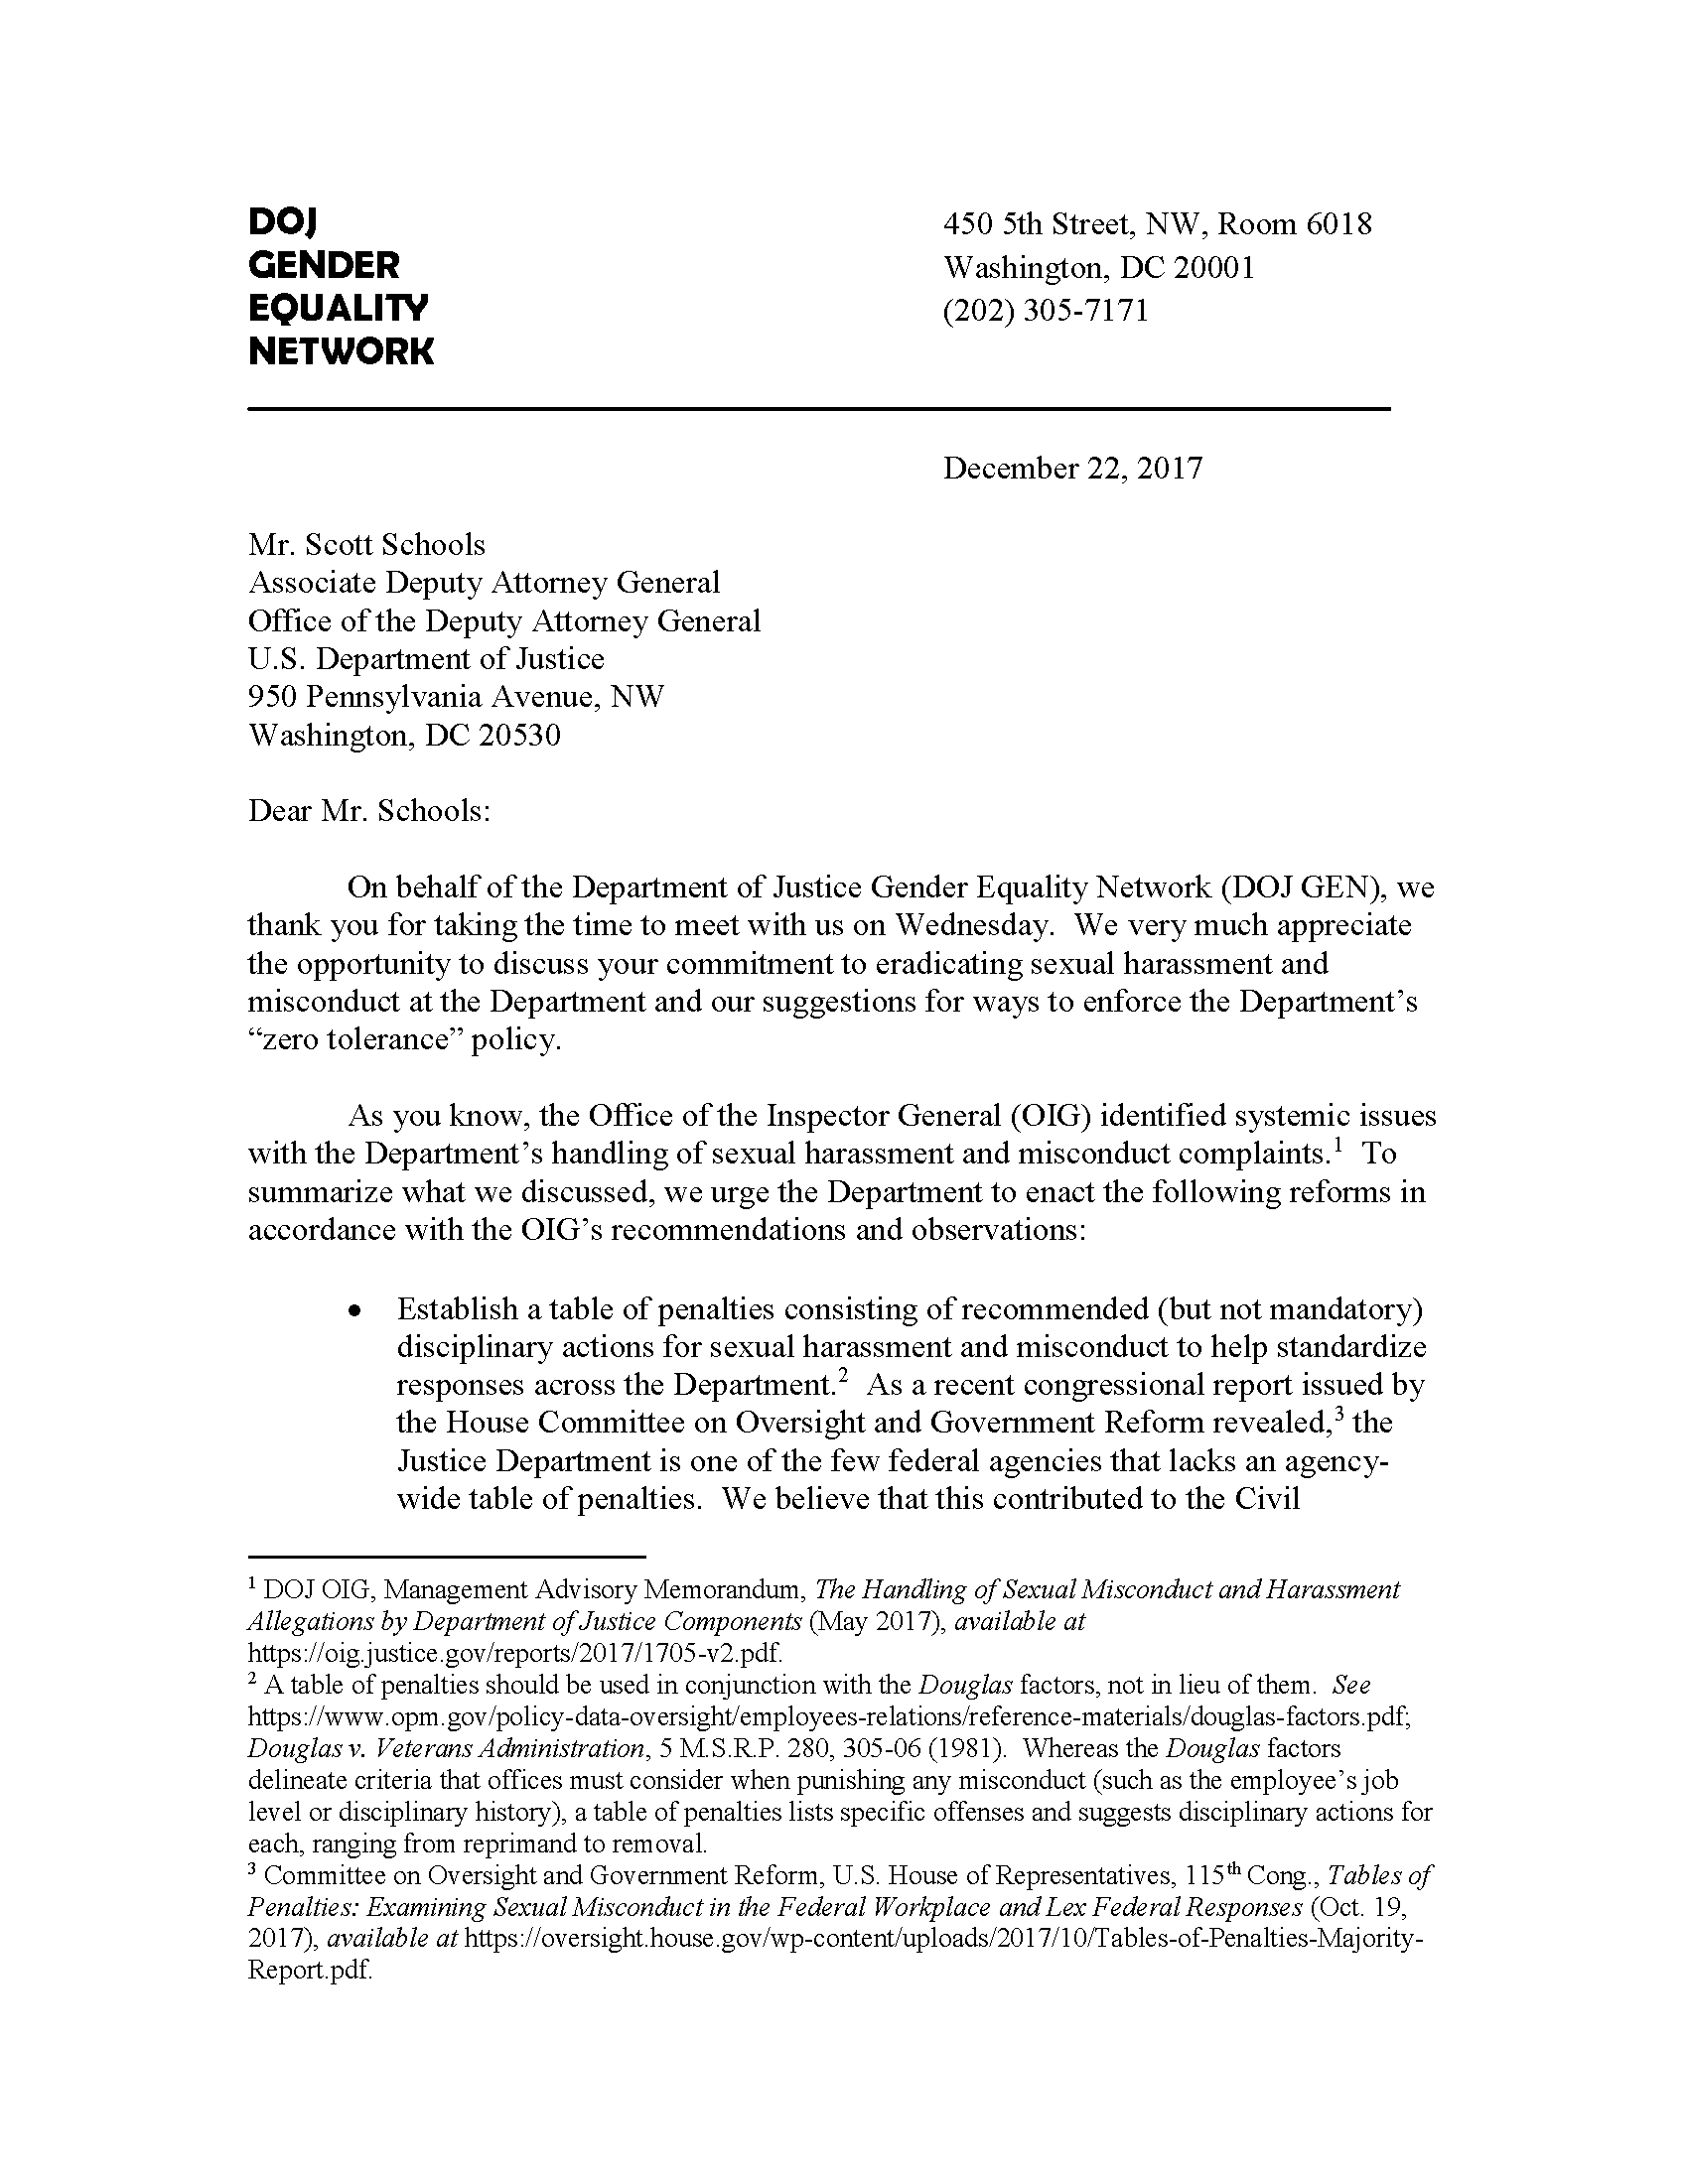 DOJ
GENDER
EQUALITY
NETWORK
450 5th Street, NW, Room 6018
Washington, DC 20001
(202) 305-7171
December 22, 2017
Mr. Scott Schools
Associate Deputy Attorney General
Office of the Deputy Attorney General
U.S. Department of Justice
950 Pennsylvania Avenue, NW
Washington, DC 20530
Dear Mr. Schools:
On behalf of the Department of Justice Gender Equality Network (DOJ GEN), we
thank you for taking the time to meet with us on Wednesday.  We very much appreciate
the opportunity to discuss your commitment to eradicating sexual harassment and
misconduct at the Department and our suggestions for ways to enforce the Department’s
“zero tolerance” policy.
As you know, the Office of the Inspector General (OIG) identified systemic issues
with the Department’s handling of sexual harassment and misconduct complaints.1  To
summarize what we discussed, we urge the Department to enact the following reforms in
accordance with the OIG’s recommendations and observations:
• Establish a table of penalties consisting of recommended (but not mandatory)
disciplinary actions for sexual harassment and misconduct to help standardize
responses across the Department.2  As a recent congressional report issued by
the House Committee on Oversight and Government Reform revealed,3 the
Justice Department is one of the few federal agencies that lacks an agency-
wide table of penalties.  We believe that this contributed to the Civil
1 DOJ OIG, Management Advisory Memorandum, The Handling of Sexual Misconduct and Harassment
Allegations by Department of Justice Components (May 2017), available at
https://oig.justice.gov/reports/2017/1705-v2.pdf.
2 A table of penalties should be used in conjunction with the Douglas factors, not in lieu of them.  See
https://www.opm.gov/policy-data-oversight/employees-relations/reference-materials/douglas-factors.pdf;
Douglas v. Veterans Administration, 5 M.S.R.P. 280, 305-06 (1981).  Whereas the Douglas factors
delineate criteria that offices must consider when punishing any misconduct (such as the employee’s job
level or disciplinary history), a table of penalties lists specific offenses and suggests disciplinary actions for
each, ranging from reprimand to removal.
3 Committee on Oversight and Government Reform, U.S. House of Representatives, 115th Cong., Tables of
Penalties: Examining Sexual Misconduct in the Federal Workplace and Lex Federal Responses (Oct. 19,
2017), available at https://oversight.house.gov/wp-content/uploads/2017/10/Tables-of-Penalties-Majority-
Report.pdf.